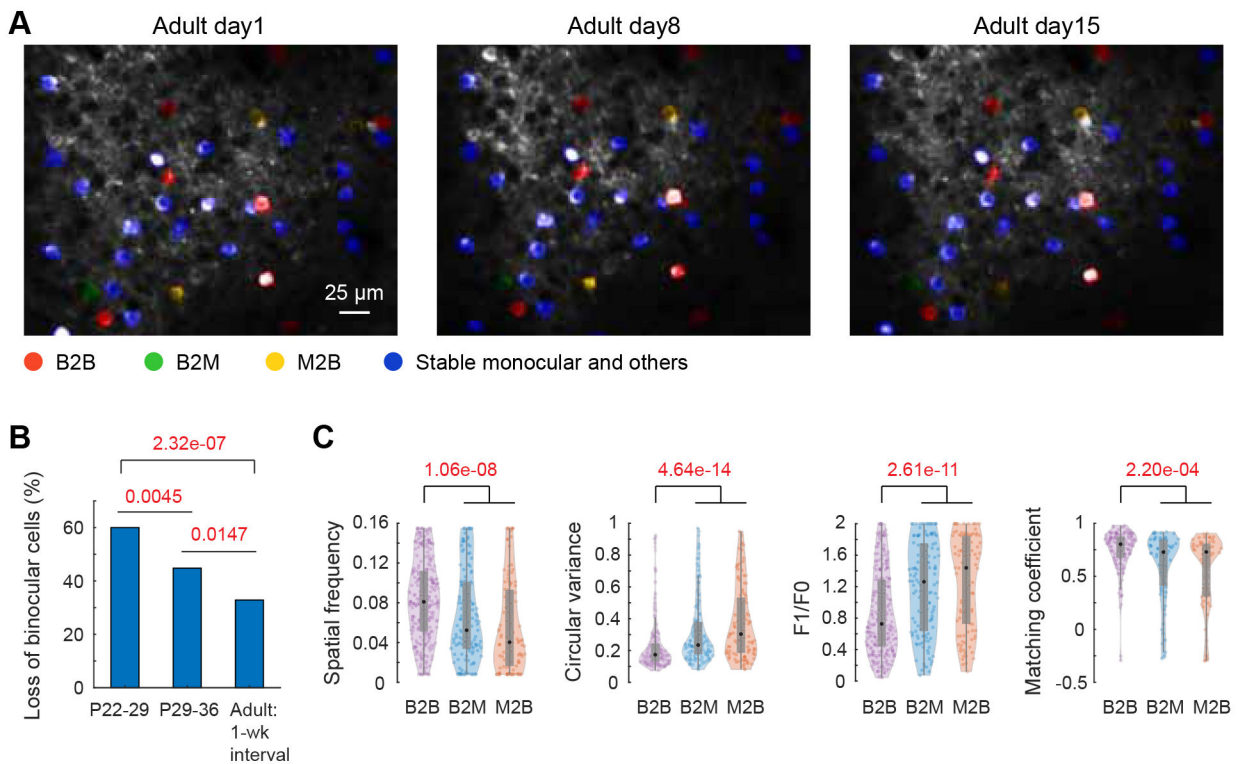 A
Adult day1
Adult day8
Adult day15
25 µm
B2B
B2M
M2B
Stable monocular and others
B
Loss of binocular cells (%)
2.32e-07
0.0045
0.0147
60
40
20
0
P22-29
P29-36
Adult:
1-wk
interval
C
1.06e-08
Spatial frequency
0.16
0.12
0.08
0.04
0
B2B B2M M2B
4.64e-14
Circular variance
1
0.8
0.6
0.4
0.2
0
B2B B2M M2B
2.61e-11
F1/F0
2
1.6
1.2
0.8
0.4
0
B2B B2M M2B
2.20e-04
Matching coefficient
1
0.5
0
-0.5
B2B B2M M2B